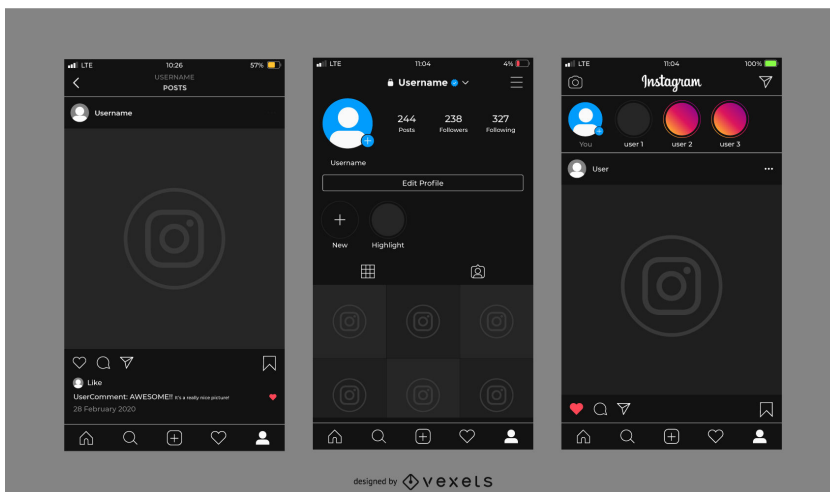 LTE 10:26 57%
USERNAME
POSTS
Username
Like
UserComment: AWESOME!! It's a really nice picture!
28 February 2020
LTE 11:04 4%
Username
244 238 327
Posts Followers Following
Username
Edit Profile
New Highlight
LTE 11:04 100%
Instagram
You user 1 user 2 user 3
User
designed by vexels